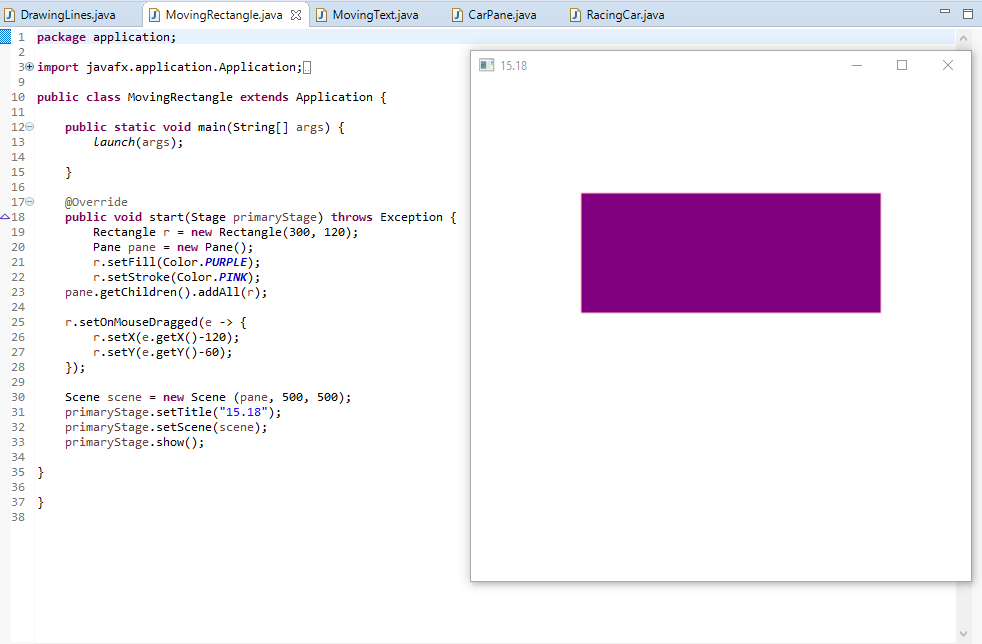 DrawingLines.java MovingRectangle.java MovingText.java CarPane.java RacingCar.java
1 package application;
2
3 import javafx.application.Application;
9
10 public class MovingRectangle extends Application {
11
12 public static void main(String[] args) {
13 launch(args);
14
15 }
16
17 @Override
18 public void start(Stage primaryStage) throws Exception {
19 Rectangle r = new Rectangle(300, 120);
20 Pane pane = new Pane();
21 r.setFill(Color.PURPLE);
22 r.setStroke(Color.PINK);
23 pane.getChildren().addAll(r);
24
25 r.setOnMouseDragged(e -> {
26 r.setX(e.getX()-120);
27 r.setY(e.getY()-60);
28 });
29
30 Scene scene = new Scene (pane, 500, 500);
31 primaryStage.setTitle("15.18");
32 primaryStage.setScene(scene);
33 primaryStage.show();
34
35 }
36
37 }
38
15.18